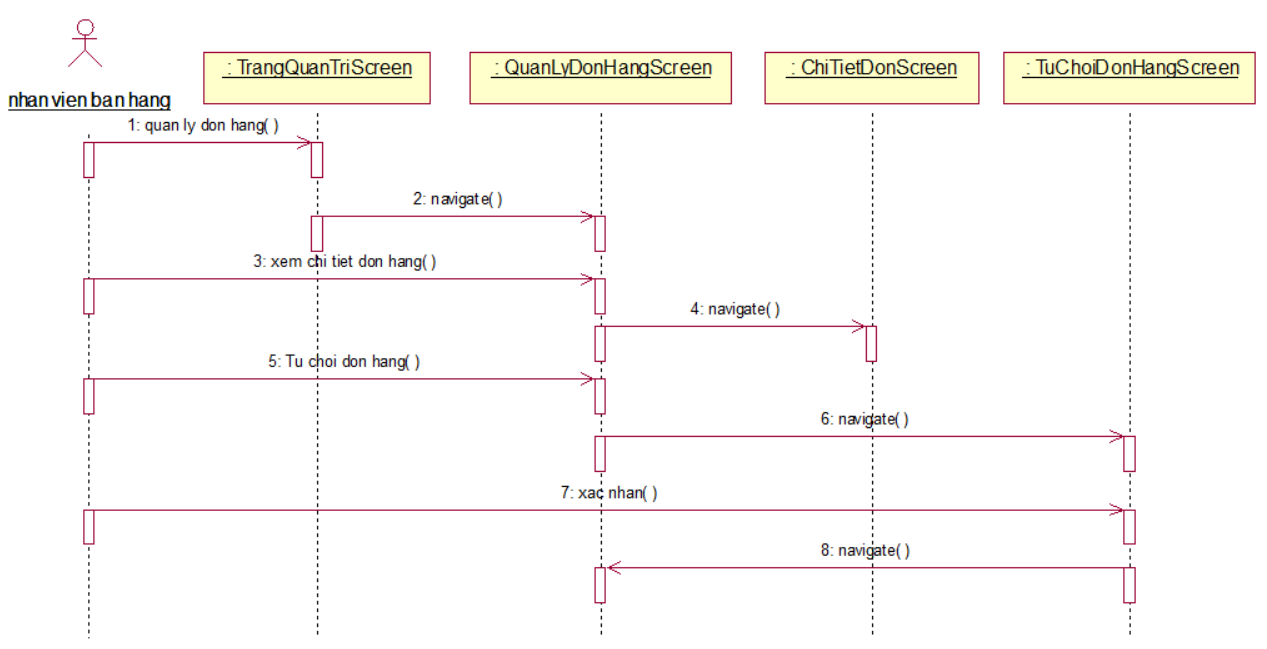 : TrangQuanTriScreen
: QuanLyDonHangScreen
: ChiTietDonScreen
: TuChoiDonHangScreen
nhan vien ban hang
1: quan ly don hang( )
2: navigate( )
3: xem chi tiet don hang( )
4: navigate( )
5: Tu choi don hang( )
6: navigate( )
7: xac nhan( )
8: navigate( )